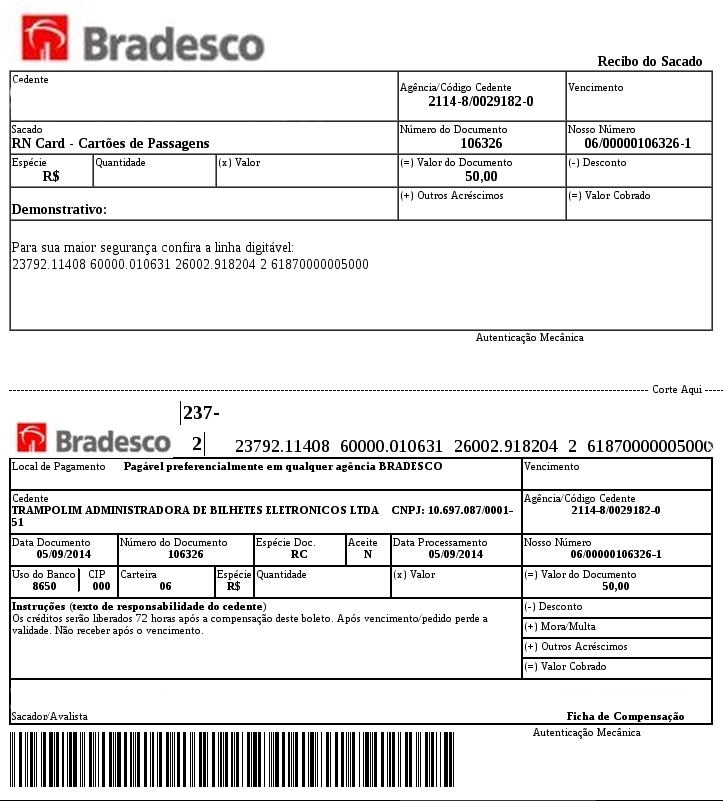 Bradesco
Recibo do Sacado
Cedente
Agência/Código Cedente
2114-8/0029182-0
Vencimento
Sacado
RN Card - Cartões de Passagens
Número do Documento
106326
Nosso Número
06/00000106326-1
Espécie
R$
Quantidade
(x) Valor
(=) Valor do Documento
50,00
(-) Desconto
Demonstrativo:
(+) Outros Acréscimos
(=) Valor Cobrado
Para sua maior segurança confira a linha digitável:
23792.11408 60000.010631 26002.918204 2 61870000005000
Autenticação Mecânica
Corte Aqui
Bradesco
237-
2
23792.11408 60000.010631 26002.918204 2 61870000005000
Local de Pagamento Pagável preferencialmente em qualquer agência BRADESCO
Vencimento
Cedente
TRAMPOLIM ADMINISTRADORA DE BILHETES ELETRONICOS LTDA CNPJ: 10.697.087/0001-
51
Agência/Código Cedente
2114-8/0029182-0
Data Documento
05/09/2014
Número do Documento
106326
Espécie Doc.
RC
Aceite
N
Data Processamento
05/09/2014
Nosso Número
06/00000106326-1
Uso do Banco
8650
CIP
000
Carteira
06
Espécie
R$
Quantidade
(x) Valor
(=) Valor do Documento
50,00
Instruções (texto de responsabilidade do cedente)
Os créditos serão liberados 72 horas após a compensação deste boleto. Após vencimento/pedido perde a
validade. Não receber após o vencimento.
(-) Desconto
(+) Mora/Multa
(+) Outros Acréscimos
(=) Valor Cobrado
Sacador/Avalista
Ficha de Compensação
Autenticação Mecânica